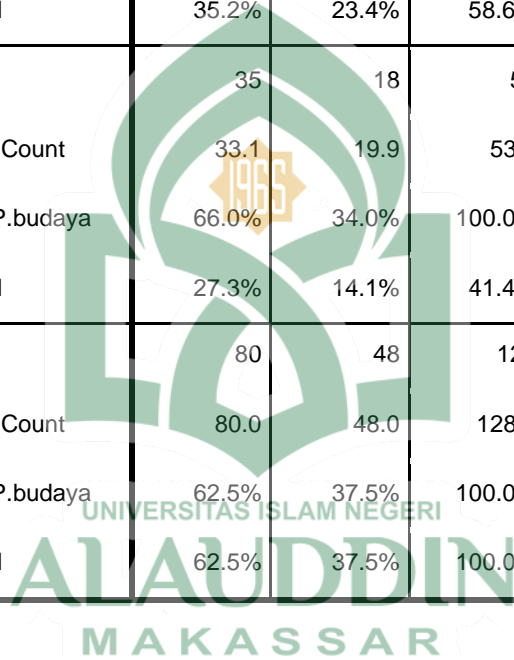 35.2% 23.4% 58.6
35 18
Count 33.1 19.9 53
P.budaya 66.0% 34.0% 100.0
27.3% 14.1% 41.4
80 48 12
Count 80.0 48.0 128
P.budaya 62.5% 37.5% 100.0
62.5% 37.5% 100.0
1965
UNIVERSITAS ISLAM NEGERI
ALAUDDIN
MAKASSAR